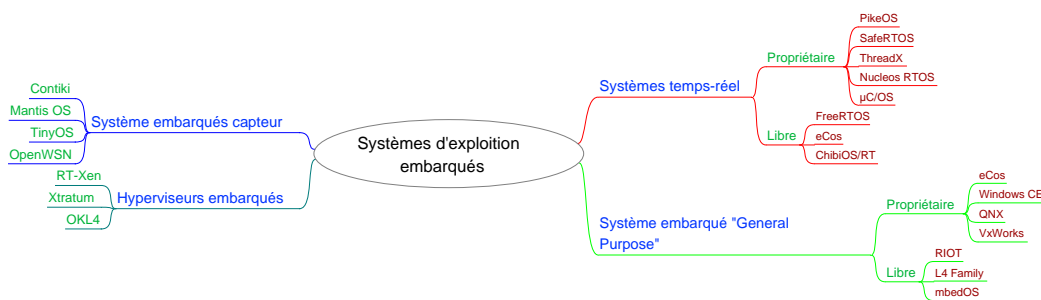 Systèmes d'exploition
embarqués
Système embarqués capteur
Contiki
Mantis OS
TinyOS
OpenWSN
Hyperviseurs embarqués
RT-Xen
Xtratum
OKL4
Systèmes temps-réel
Propriétaire
PikeOS
SafeRTOS
ThreadX
Nucleos RTOS
µC/OS
Libre
FreeRTOS
eCos
ChibiOS/RT
Système embarqué "General
Purpose"
Propriétaire
eCos
Windows CE
QNX
VxWorks
Libre
RIOT
L4 Family
mbedOS